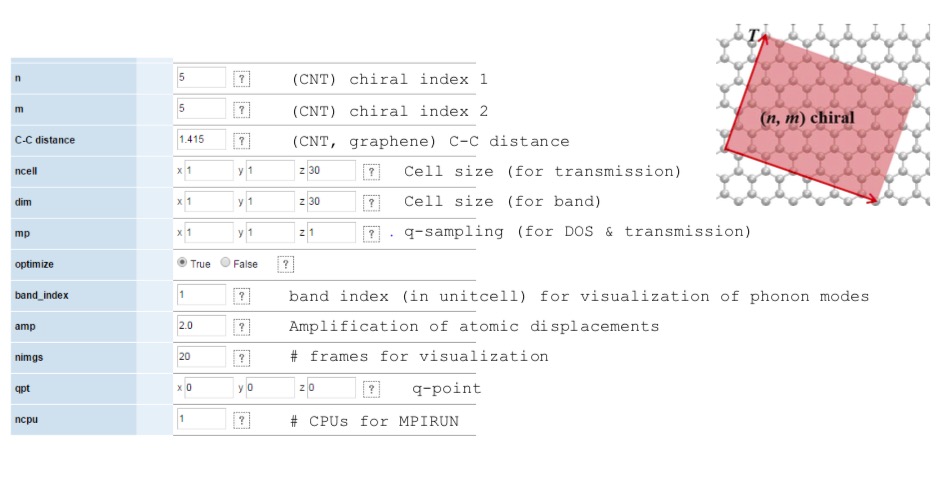 T
n 5 ? (CNT) chiral index 1
m 5 ? (CNT) chiral index 2
(n, m) chiral
C-C distance 1.415 ? (CNT, graphene) C-C distance
ncell x 1 y 1 z 30 ? Cell size (for transmission)
dim x 1 y 1 z 30 ? Cell size (for band)
mp x 1 y 1 z 1 ? . q-sampling (for DOS & transmission)
optimize True False ?
band_index 1 ? band index (in unitcell) for visualization of phonon modes
amp 2.0 ? Amplification of atomic displacements
nimgs 20 ? # frames for visualization
qpt x 0 y 0 z 0 ? q-point
ncpu 1 ? # CPUs for MPIRUN